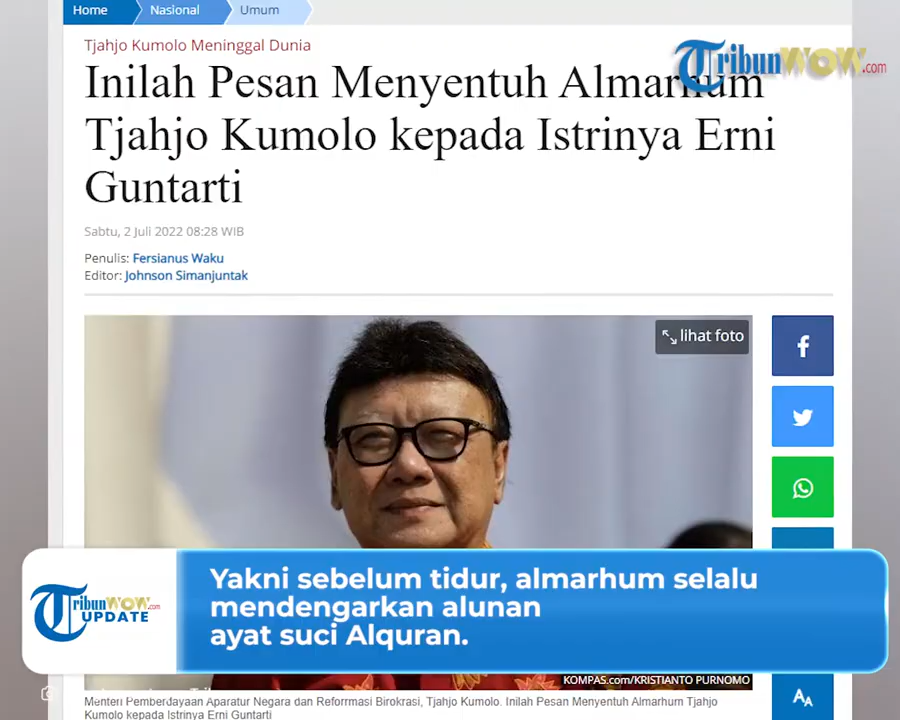 Home Nasional Umum
Tjahjo Kumolo Meninggal Dunia
TribunWOW.com
Inilah Pesan Menyentuh Almarhum
Tjahjo Kumolo kepada Istrinya Erni
Guntarti
Sabtu, 2 Juli 2022 08:28 WIB
Penulis: Fersianus Waku
Editor: Johnson Simanjuntak
lihat foto
Yakni sebelum tidur, almarhum selalu
mendengarkan alunan
ayat suci Alquran.
TribunWOW.com
UPDATE
KOMPAS.com/KRISTIANTO PURNOMO
Menteri Pemberdayaan Aparatur Negara dan Reformasi Birokrasi, Tjahjo Kumolo. Inilah Pesan Menyentuh Almarhum Tjahjo
Kumolo kepada Istrinya Erni Guntarti
AA